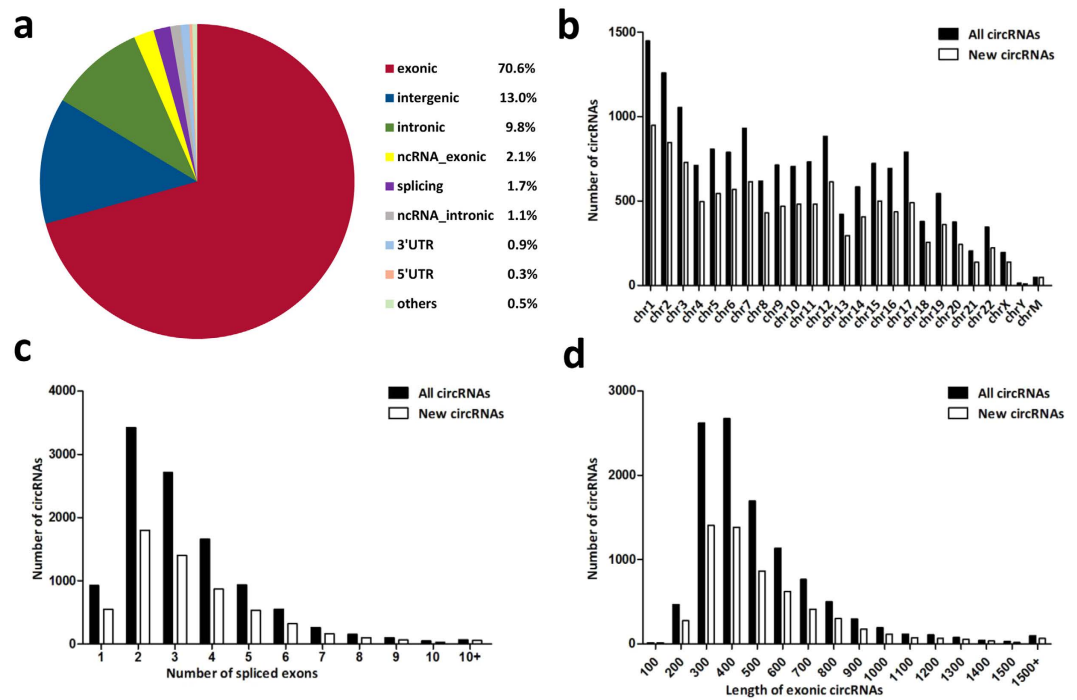 a
exonic 70.6%
intergenic 13.0%
intronic 9.8%
ncRNA_exonic 2.1%
splicing 1.7%
ncRNA_intronic 1.1%
3'UTR 0.9%
5'UTR 0.3%
others 0.5%
b
All circRNAs
New circRNAs
Number of circRNAs
1500
1000
500
0
chr1 chr2 chr3 chr4 chr5 chr6 chr7 chr8 chr9 chr10 chr11 chr12 chr13 chr14 chr15 chr16 chr17 chr18 chr19 chr20 chr21 chr22 chrX chrY chrM
c
All circRNAs
New circRNAs
Number of circRNAs
4000
3000
2000
1000
0
1 2 3 4 5 6 7 8 9 10 10+
Number of spliced exons
d
All circRNAs
New circRNAs
Number of circRNAs
3000
2000
1000
0
100 200 300 400 500 600 700 800 900 1000 1100 1200 1300 1400 1500 1500+
Length of exonic circRNAs